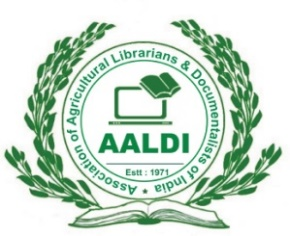 Association of Agricultural Librarians & Documentalists of India
AALDI
Estt : 1971